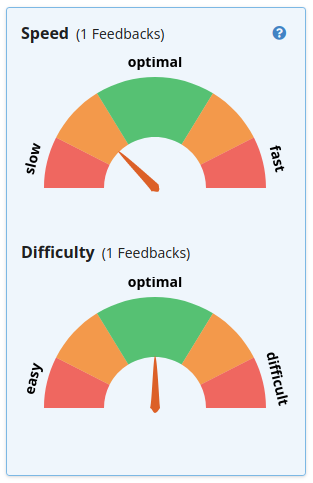 Speed (1 Feedbacks) ?
optimal
slow
fast
Difficulty (1 Feedbacks)
optimal
easy
difficult